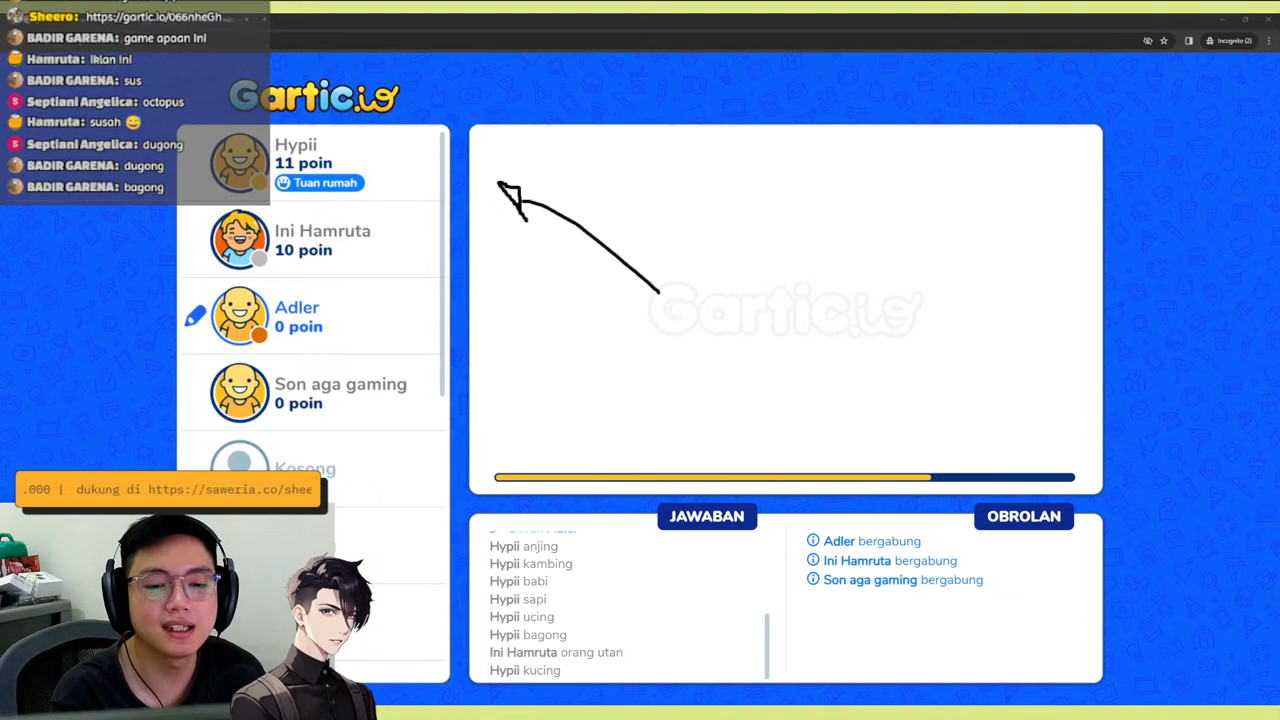 Sheero: https://gartic.io/066nheGh
BADIR GARENA: game apaan Ini
Hamruta: Iklan Ini
BADIR GARENA: sus
Septiani Angelica: octopus
Hamruta: susah 😅
Septiani Angelica: dugong
BADIR GARENA: dugong
BADIR GARENA: bagong
Incognito (2)
Gartic.io
Hypii
11 poin
Tuan rumah
Ini Hamruta
10 poin
Adler
0 poin
Son aga gaming
0 poin
Kosong
Gartic.io
.000 | dukung di https://saweria.co/shee
JAWABAN
Hypii anjing
Hypii kambing
Hypii babi
Hypii sapi
Hypii ucing
Hypii bagong
Ini Hamruta orang utan
Hypii kucing
OBROLAN
Adler bergabung
Ini Hamruta bergabung
Son aga gaming bergabung